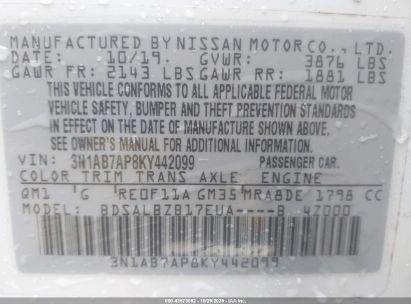 MANUFACTURED BY NISSAN MOTOR CO., LTD.
DATE: 10/19. GVWR: 3876 LBS
GAWR FR: 2143 LBS GAWR RR: 1881 LBS
THIS VEHICLE CONFORMS TO ALL APPLICABLE FEDERAL MOTOR
VEHICLE SAFETY, BUMPER AND THEFT PREVENTION STANDARDS
IN EFFECT ON THE DATE OF MANUFACTURE SHOWN ABOVE.
SEE OWNER'S MANUAL FOR ADDITIONAL INFORMATION.
VIN: 3N1AB7AP8KY442099 PASSENGER CAR.
COLOR TRIM TRANS AXLE ENGINE
QM1 G RE0F11A GM35 MRA8DE 1798 CC
MODEL: BDSALBZB17EUA----B 4Z000
3N1AB7AP8KY442099